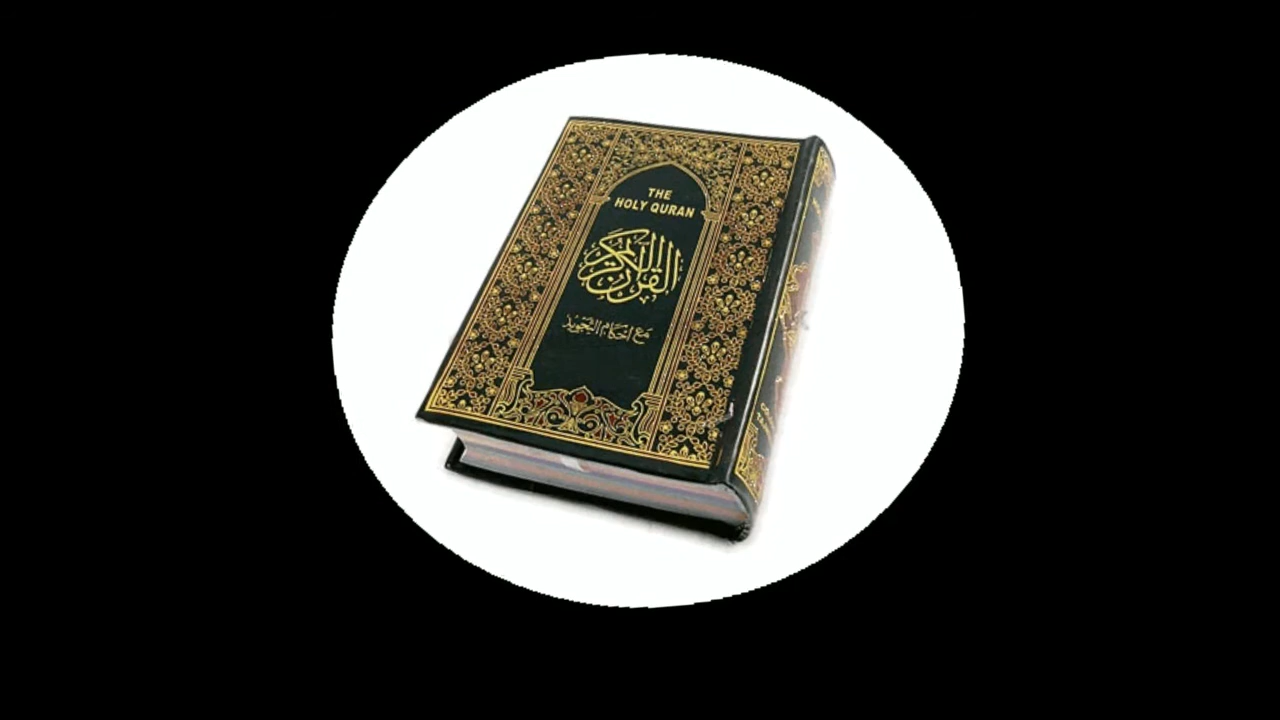 THE
HOLY QURAN
القرآن الكريم
مع احكام التجويد